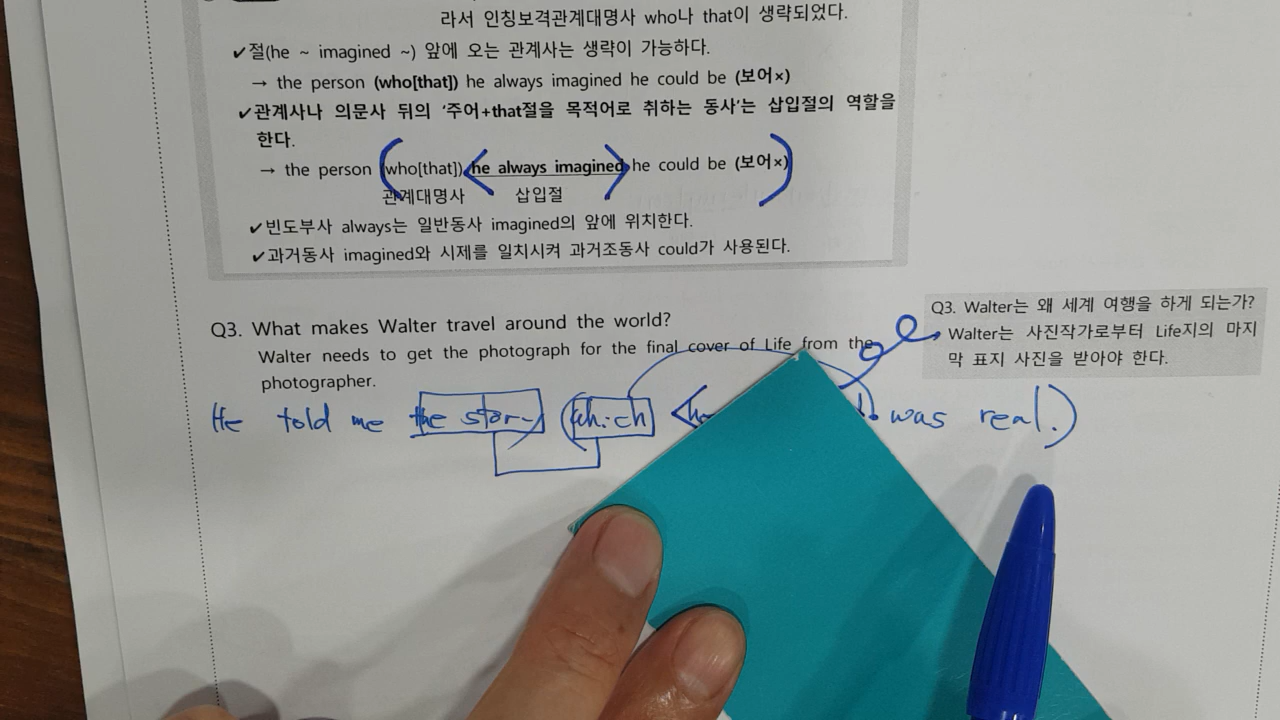 라서 인칭보격관계대명사 who나 that이 생략되었다.
✔절(he ~ imagined ~) 앞에 오는 관계사는 생략이 가능하다.
→ the person (who[that]) he always imagined he could be (보어×)
✔관계사나 의문사 뒤의 '주어+that절을 목적어로 취하는 동사'는 삽입절의 역할을
한다.
→ the person (who[that]) he always imagined he could be (보어×)
관계대명사 삽입절
✔빈도부사 always는 일반동사 imagined의 앞에 위치한다.
✔과거동사 imagined와 시제를 일치시켜 과거조동사 could가 사용된다.
Q3. What makes Walter travel around the world?
Walter needs to get the photograph for the final cover of Life from the
photographer.
Q3. Walter는 왜 세계 여행을 하게 되는가?
Walter는 사진작가로부터 Life지의 마지
막 표지 사진을 받아야 한다.
He told me the story (which < was real.)